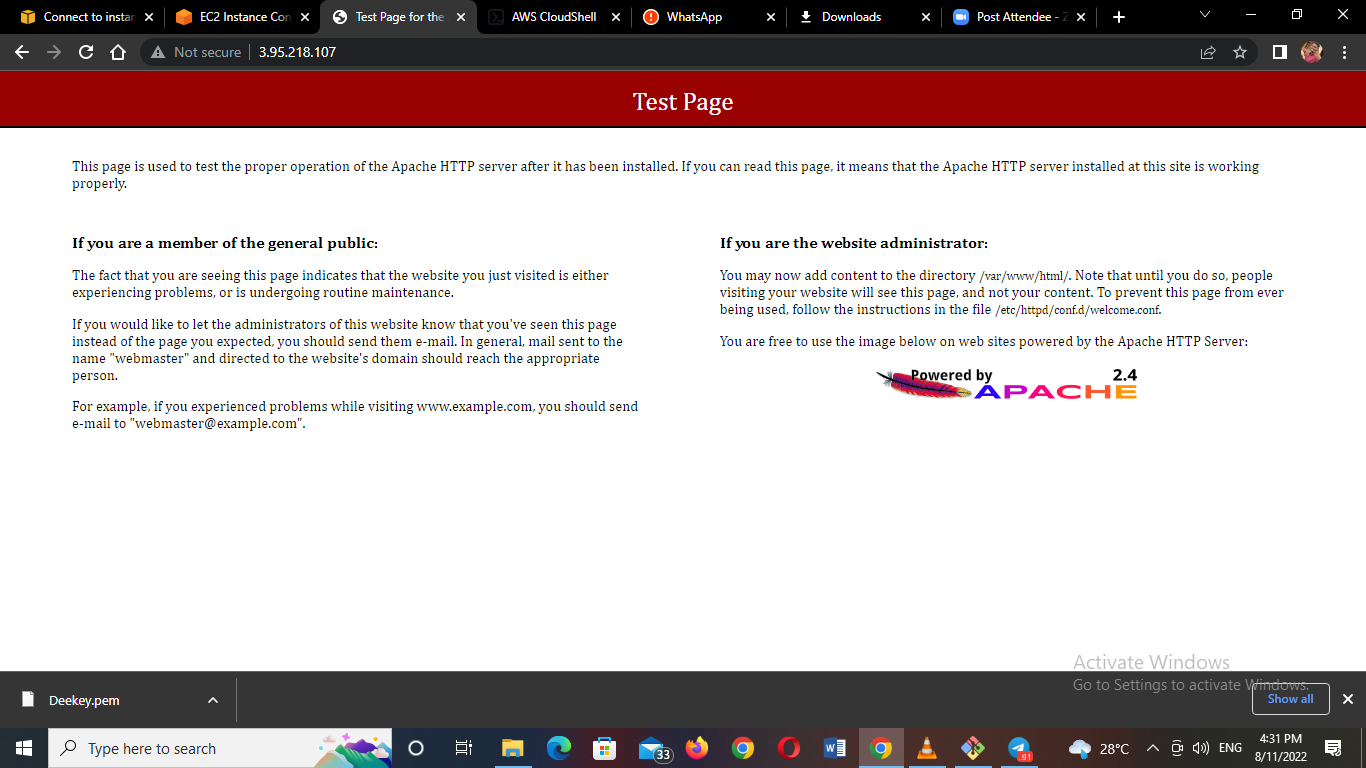 Connect to instan
EC2 Instance Con
Test Page for the
AWS CloudShell
WhatsApp
Downloads
Post Attendee - Z
Not secure
3.95.218.107
Test Page
This page is used to test the proper operation of the Apache HTTP server after it has been installed. If you can read this page, it means that the Apache HTTP server installed at this site is working
properly.
If you are a member of the general public:
The fact that you are seeing this page indicates that the website you just visited is either
experiencing problems, or is undergoing routine maintenance.
If you would like to let the administrators of this website know that you've seen this page
instead of the page you expected, you should send them e-mail. In general, mail sent to the
name "webmaster" and directed to the website's domain should reach the appropriate
person.
For example, if you experienced problems while visiting www.example.com, you should send
e-mail to "webmaster@example.com".
If you are the website administrator:
You may now add content to the directory /var/www/html/. Note that until you do so, people
visiting your website will see this page, and not your content. To prevent this page from ever
being used, follow the instructions in the file /etc/httpd/conf.d/welcome.conf.
You are free to use the image below on web sites powered by the Apache HTTP Server:
Powered by 2.4
APACHE
Activate Windows
Go to Settings to activate Windows.
Deekey.pem
Show all
Type here to search
33
91
28°C
ENG
4:31 PM
8/11/2022